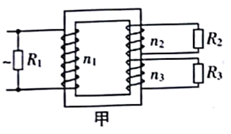 ~ R₁ n₁ n₂ n₃ R₂ R₃
甲